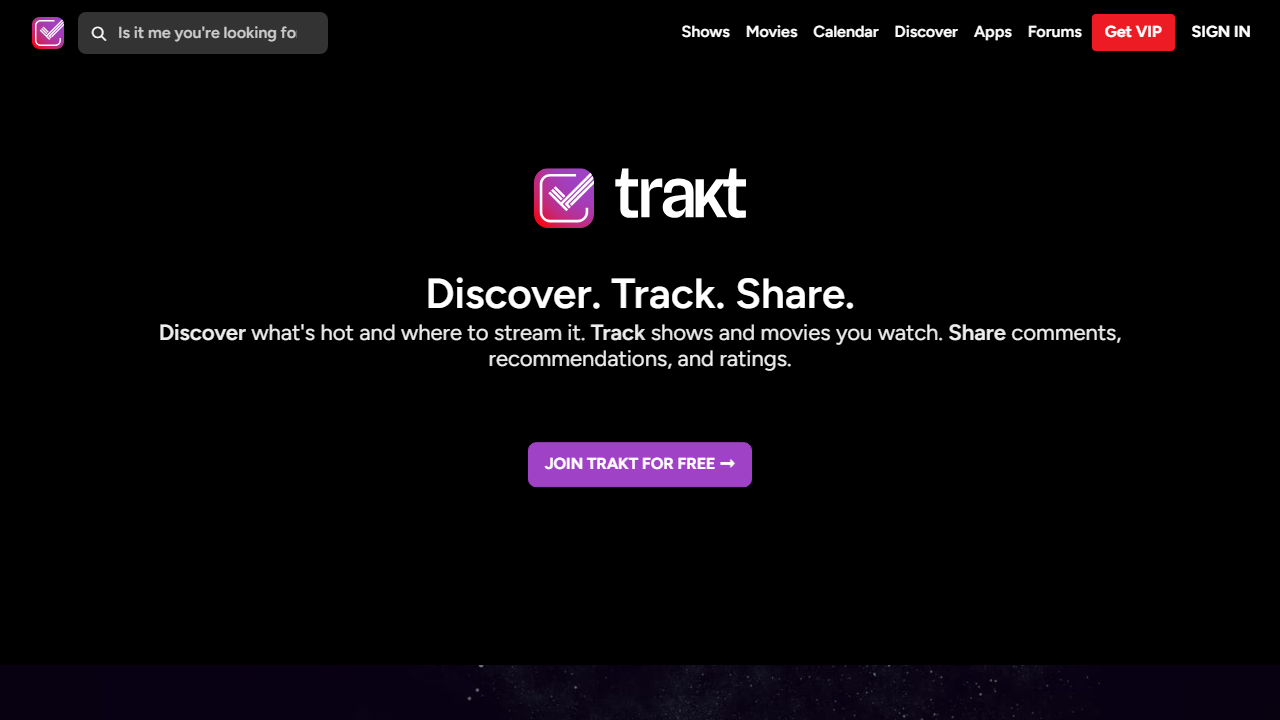 Is it me you're looking for
Shows Movies Calendar Discover Apps Forums Get VIP SIGN IN
trakt
Discover. Track. Share.
Discover what's hot and where to stream it. Track shows and movies you watch. Share comments,
recommendations, and ratings.
JOIN TRAKT FOR FREE →